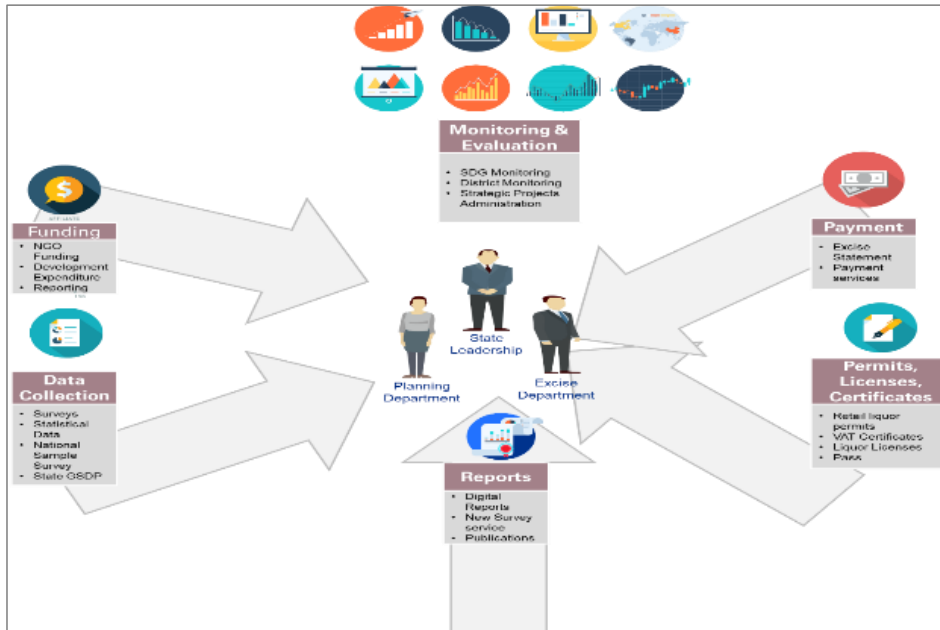 Monitoring &
Evaluation
• SDG Monitoring
• District Monitoring
• Strategic Projects
Administration
Funding
• NGO
Funding
• Development
Expenditure
• Reporting
Payment
• Excise
Statement
• Payment
services
State
Leadership
Planning
Department
Excise
Department
Data
Collection
• Surveys
• Statistical
Data
• National
Sample
Survey
• State GSDP
Permits,
Licenses,
Certificates
• Retail liquor
permits
• VAT Certificates
• Liquor Licenses
• Pass
Reports
• Digital
Reports
• New Survey
service
• Publications